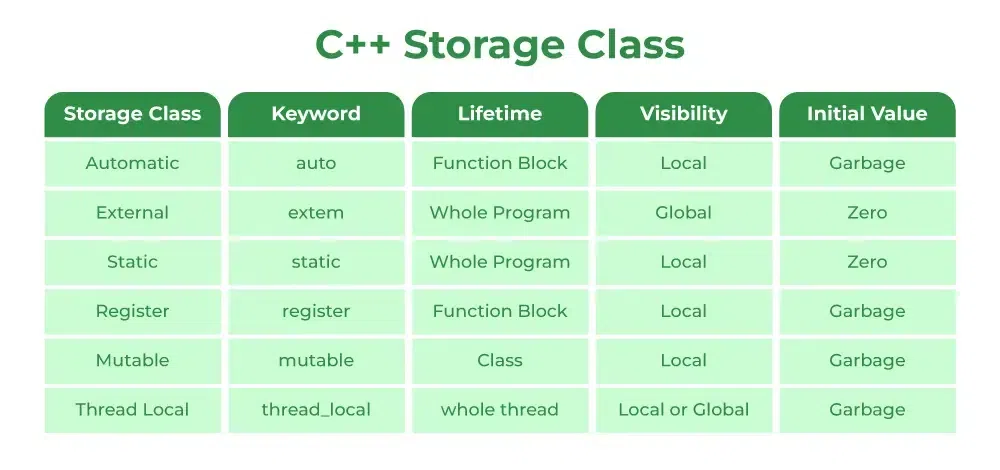 C++ Storage Class
Storage Class Keyword Lifetime Visibility Initial Value
Automatic auto Function Block Local Garbage
External extem Whole Program Global Zero
Static static Whole Program Local Zero
Register register Function Block Local Garbage
Mutable mutable Class Local Garbage
Thread Local thread_local whole thread Local or Global Garbage